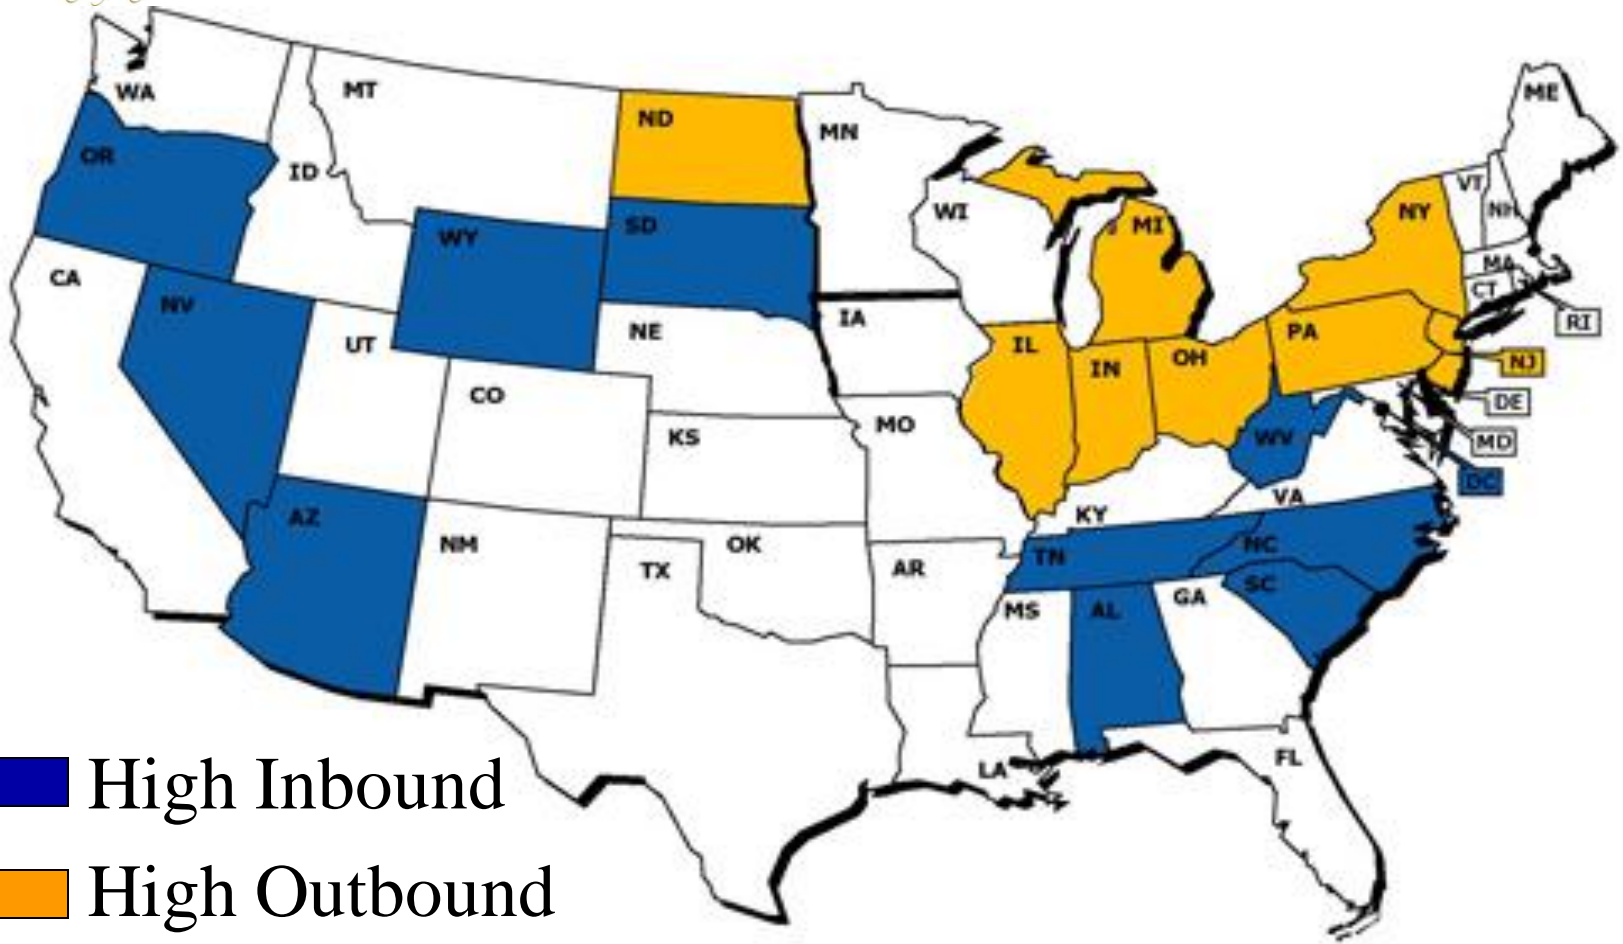 WA
MT
ND
MN
ME
OR
ID
SD
WI
MI
NY
VT
NH
WY
CA
NV
UT
NE
IA
IL
IN
OH
PA
MA
CT
RI
NJ
DE
MD
DC
CO
KS
MO
WV
VA
KY
AZ
NM
OK
TX
AR
TN
NC
SC
MS
AL
GA
LA
FL
High Inbound
High Outbound